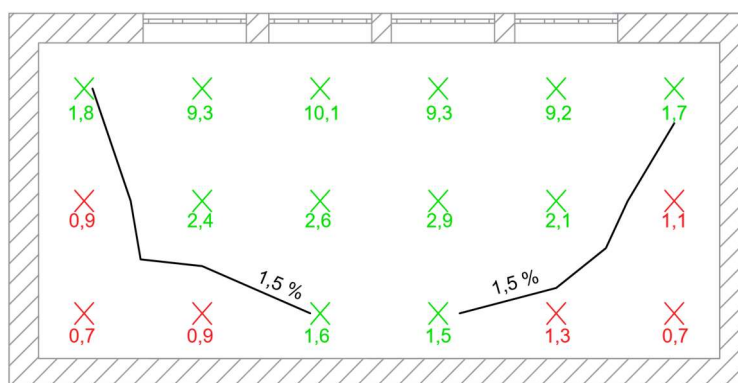 1,8 9,3 10,1 9,3 9,2 1,7
0,9 2,4 2,6 2,9 2,1 1,1
1,5 % 1,5 %
0,7 0,9 1,6 1,5 1,3 0,7